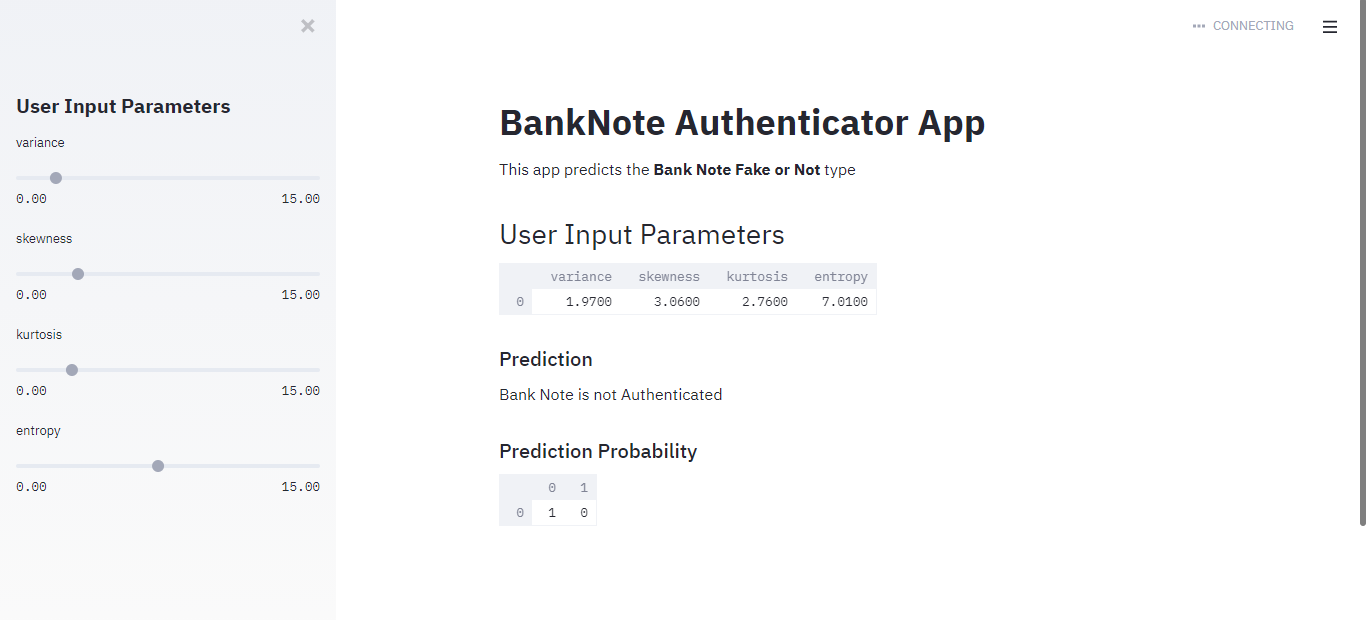 CONNECTING
User Input Parameters
variance
0.00 15.00
skewness
0.00 15.00
kurtosis
0.00 15.00
entropy
0.00 15.00
BankNote Authenticator App
This app predicts the Bank Note Fake or Not type
User Input Parameters
variance skewness kurtosis entropy
0 1.9700 3.0600 2.7600 7.0100
Prediction
Bank Note is not Authenticated
Prediction Probability
0 1
0 1 0